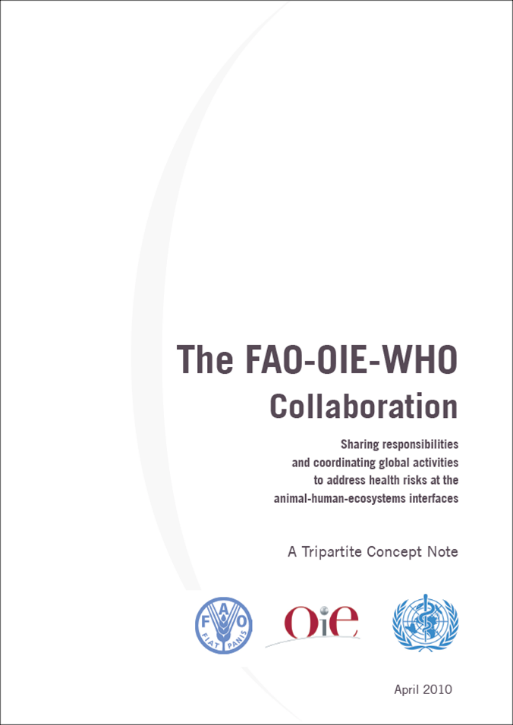 The FAO-OIE-WHO
Collaboration
Sharing responsibilities
and coordinating global activities
to address health risks at the
animal-human-ecosystems interfaces
A Tripartite Concept Note
F A O
FIAT PANIS
Oie
April 2010